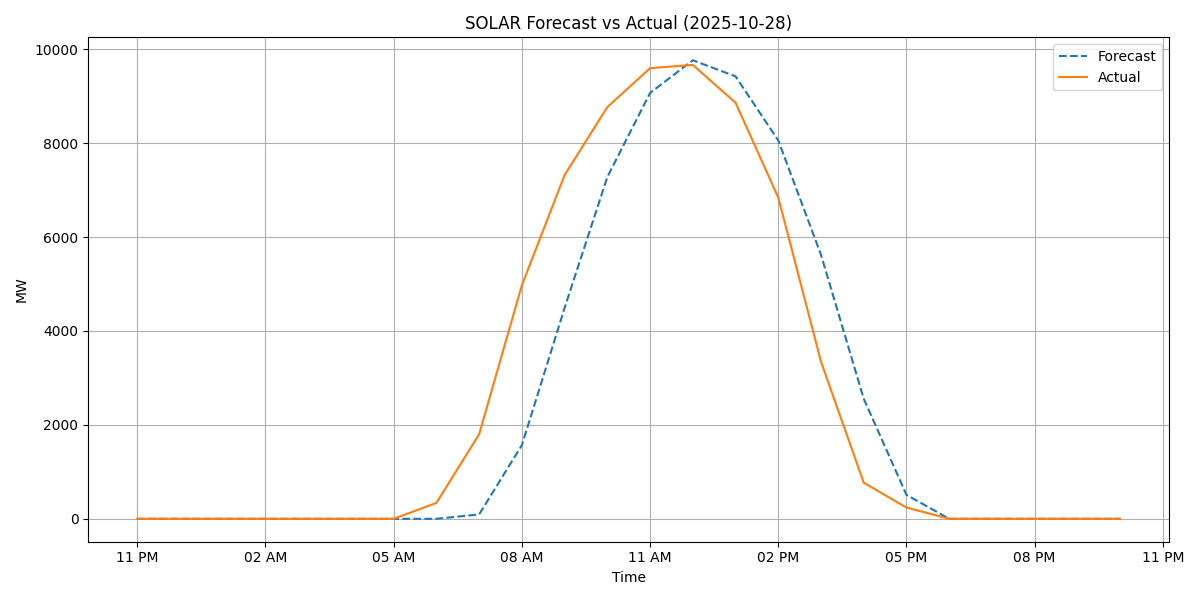 SOLAR Forecast vs Actual (2025-10-28)
Forecast
Actual
10000
8000
6000
4000
2000
0
MW
11 PM 02 AM 05 AM 08 AM 11 AM 02 PM 05 PM 08 PM 11 PM
Time